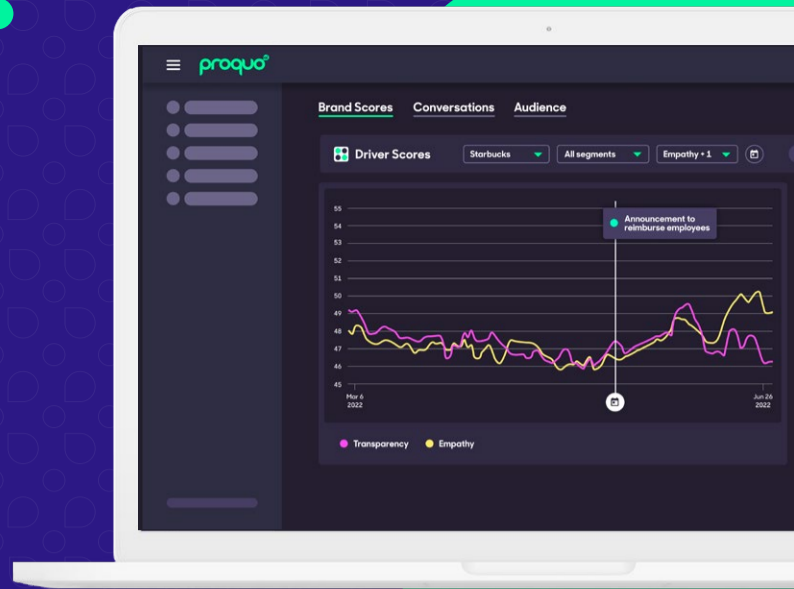 proquo°
Brand Scores Conversations Audience
Driver Scores Starbucks All segments Empathy • 1
55
54
53
52
51
50
49
48
47
46
45
Announcement to
reimburse employees
Mar 6
2022
Jun 26
2022
Transparency Empathy